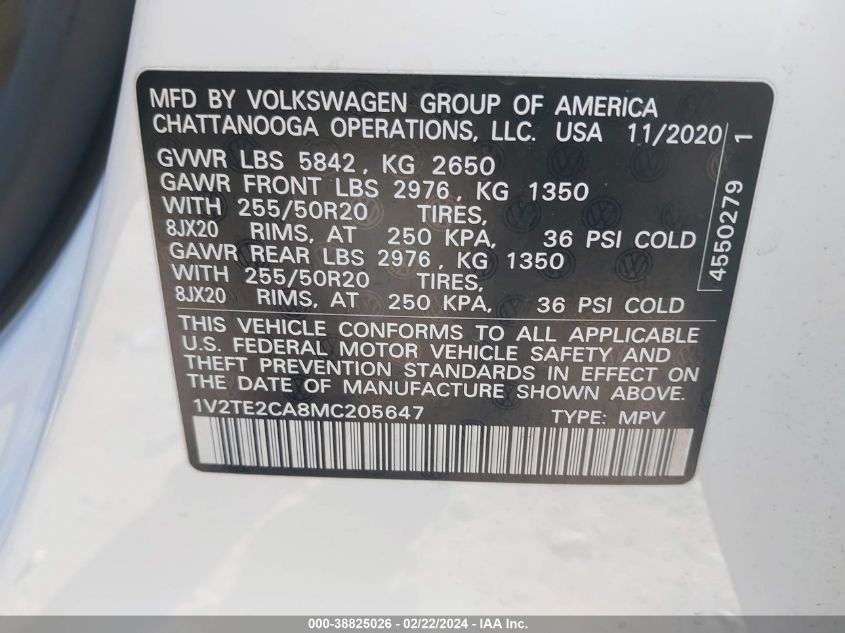 MFD BY VOLKSWAGEN GROUP OF AMERICA
CHATTANOOGA OPERATIONS, LLC. USA 11/2020
GVWR LBS 5842, KG 2650
GAWR FRONT LBS 2976, KG 1350
WITH 255/50R20 TIRES,
8JX20 RIMS, AT 250 KPA, 36 PSI COLD
GAWR REAR LBS 2976, KG 1350
WITH 255/50R20 TIRES,
8JX20 RIMS, AT 250 KPA, 36 PSI COLD
THIS VEHICLE CONFORMS TO ALL APPLICABLE
U.S. FEDERAL MOTOR VEHICLE SAFETY AND
THEFT PREVENTION STANDARDS IN EFFECT ON
THE DATE OF MANUFACTURE SHOWN ABOVE.
1V2TE2CA8MC205647 TYPE: MPV
4550279 1
000-38825026 - 02/22/2024 - IAA Inc.